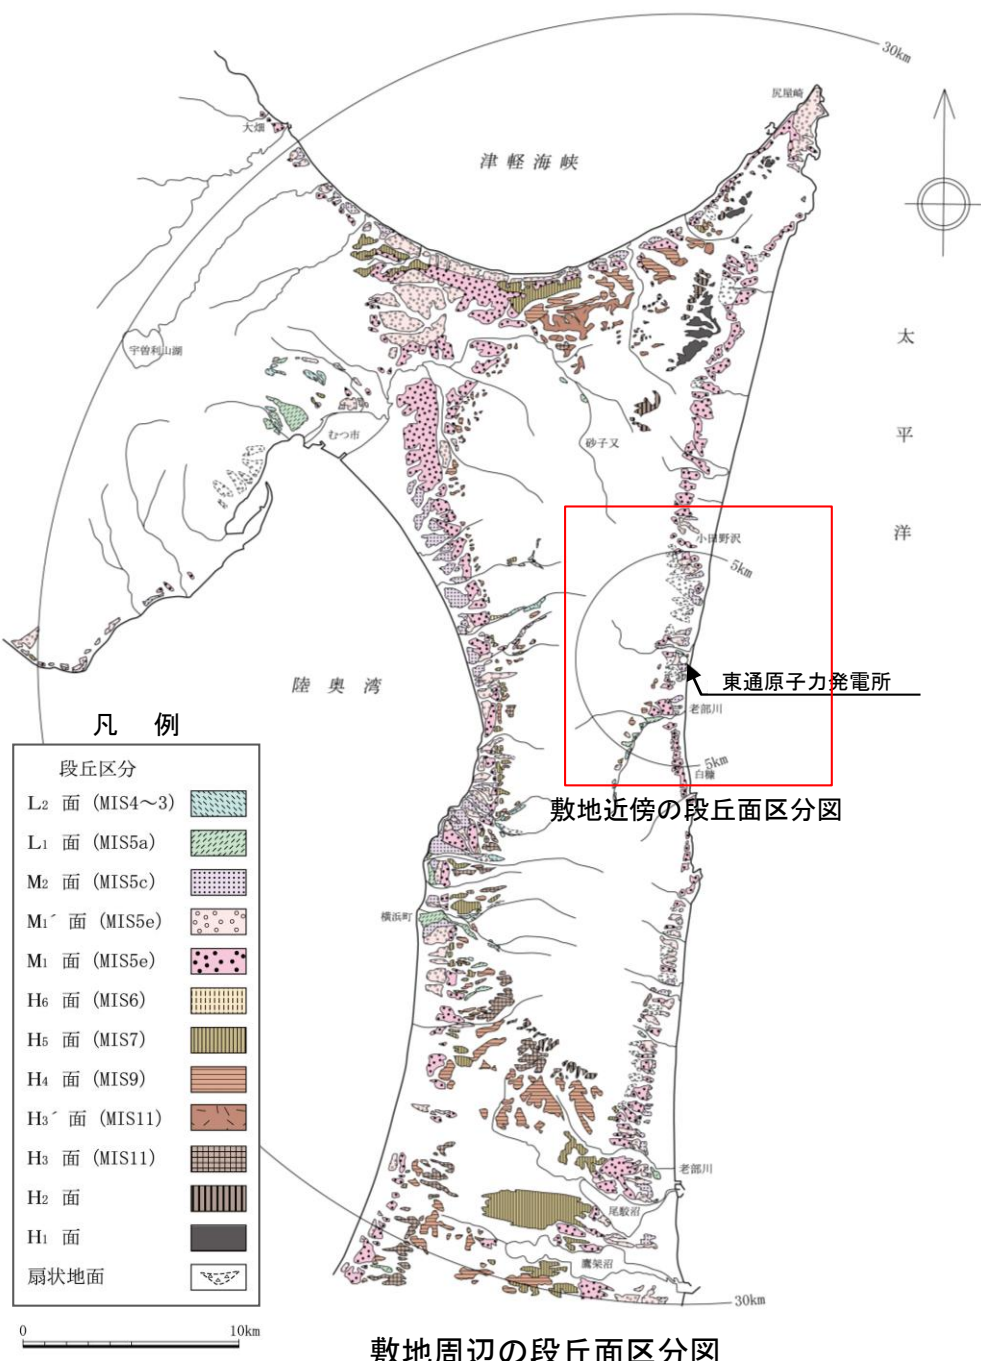 30km
尻屋崎
大畑
津軽海峡
太平洋
宇曽利山湖
むつ市
砂子又
小田野沢
5km
陸奥湾
東通原子力発電所
老部川
5km
白糠
敷地近傍の段丘面区分図
横浜町
老部川
尾駮沼
鷹架沼
30km
凡 例
段丘区分
L2 面 (MIS4~3)
L1 面 (MIS5a)
M2 面 (MIS5c)
M1´ 面 (MIS5e)
M1 面 (MIS5e)
H6 面 (MIS6)
H5 面 (MIS7)
H4 面 (MIS9)
H3´ 面 (MIS11)
H3 面 (MIS11)
H2 面
H1 面
扇状地面
0 10km
敷地周辺の段丘面区分図